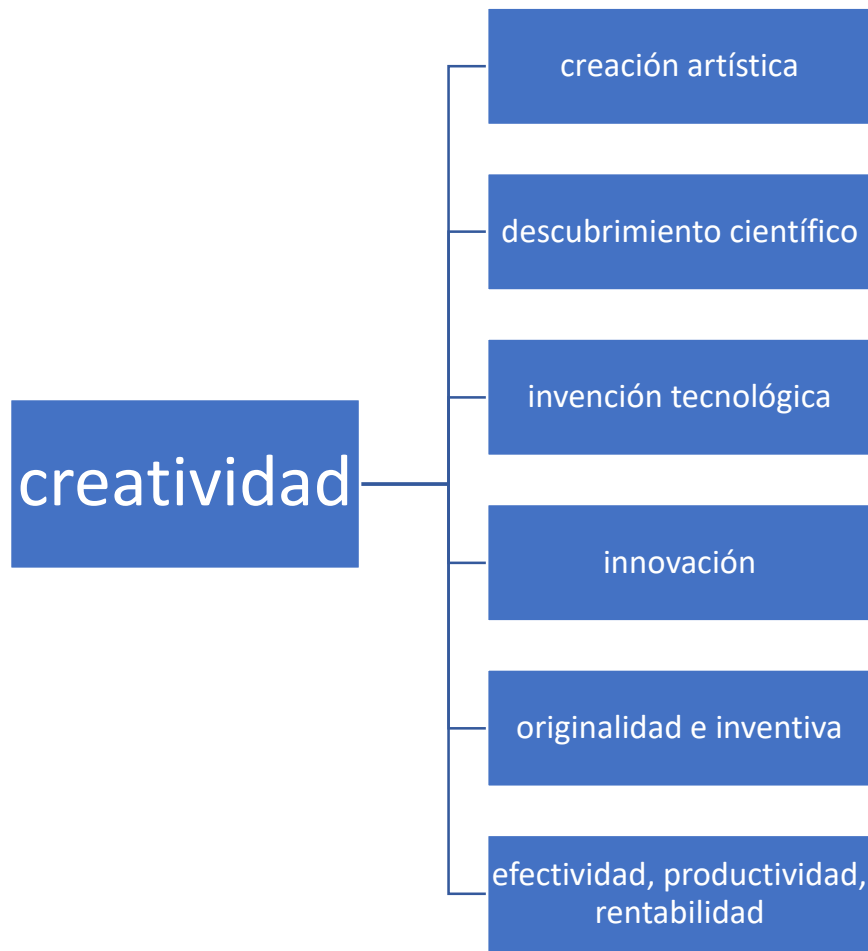 creatividad
creación artística
descubrimiento científico
invención tecnológica
innovación
originalidad e inventiva
efectividad, productividad,
rentabilidad